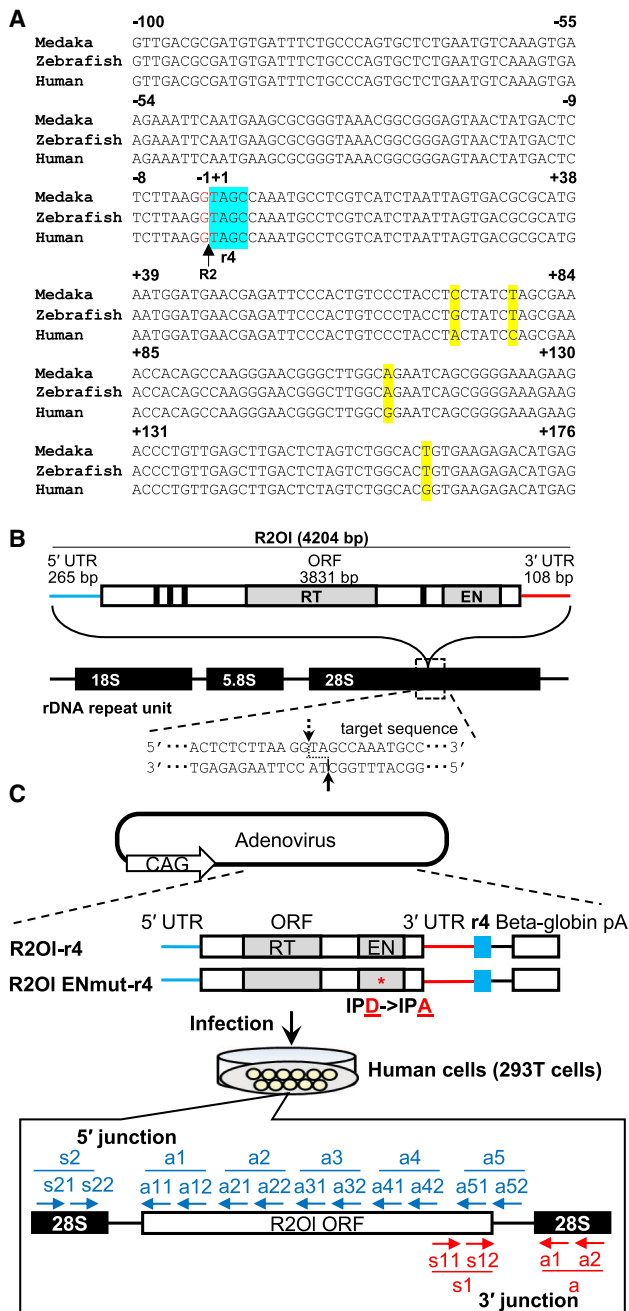 A
-100 -55
Medaka GTTGACGCGATGTGATTTCTGCCCAGTGCTCTGAATGTCAAAGTGA
Zebrafish GTTGACGCGATGTGATTTCTGCCCAGTGCTCTGAATGTCAAAGTGA
Human GTTGACGCGATGTGATTTCTGCCCAGTGCTCTGAATGTCAAAGTGA
-54 -9
Medaka AGAAATTCAATGAAGCGCGGGTAAACGGCGGGAGTAACTATGACTC
Zebrafish AGAAATTCAATGAAGCGCGGGTAAACGGCGGGAGTAACTATGACTC
Human AGAAATTCAATGAAGCGCGGGTAAACGGCGGGAGTAACTATGACTC
-8 -1+1 +38
Medaka TCTTAAGGTAGCCAAATGCCTCGTCATCTAATTAGTGACGCGCATG
Zebrafish TCTTAAGGTAGCCAAATGCCTCGTCATCTAATTAGTGACGCGCATG
Human TCTTAAGGTAGCCAAATGCCTCGTCATCTAATTAGTGACGCGCATG
R2 r4
+39 +84
Medaka AATGGATGAACGAGATTCCCACTGTCCCTACCTCCTATCTAGCGAA
Zebrafish AATGGATGAACGAGATTCCCACTGTCCCTACCTGCTATCTAGCGAA
Human AATGGATGAACGAGATTCCCACTGTCCCTACCTACTATCCAGCGAA
+85 +130
Medaka ACCACAGCCAAGGGAACGGGCTTGGCAGAATCAGCGGGGAAAGAAG
Zebrafish ACCACAGCCAAGGGAACGGGCTTGGCAGAATCAGCGGGGAAAGAAG
Human ACCACAGCCAAGGGAACGGGCTTGGCGGAATCAGCGGGGAAAGAAG
+131 +176
Medaka ACCCTGTTGAGCTTGACTCTAGTCTGGCACTGTGAAGAGACATGAG
Zebrafish ACCCTGTTGAGCTTGACTCTAGTCTGGCACTGTGAAGAGACATGAG
Human ACCCTGTTGAGCTTGACTCTAGTCTGGCACGGTGAAGAGACATGAG
B
R2Ol (4204 bp)
5′ UTR ORF 3′ UTR
265 bp 3831 bp 108 bp
RT EN
18S 5.8S 28S
rDNA repeat unit
target sequence
5′ ···ACTCTCTTAA GGTAGCCAAATGCC··· 3′
3′ ···TGAGAGAATTCC ATCGGTTTACGG··· 5′
C
Adenovirus
CAG
5′ UTR ORF 3′ UTR r4 Beta-globin pA
R2Ol-r4 RT EN
R2Ol ENmut-r4 *
IPD->IPA
Infection
Human cells (293T cells)
5′ junction
s2 a1 a2 a3 a4 a5
s21 s22 a11 a12 a21 a22 a31 a32 a41 a42 a51 a52
28S R2Ol ORF 28S
s11 s12 a1 a2
s1 a
3′ junction